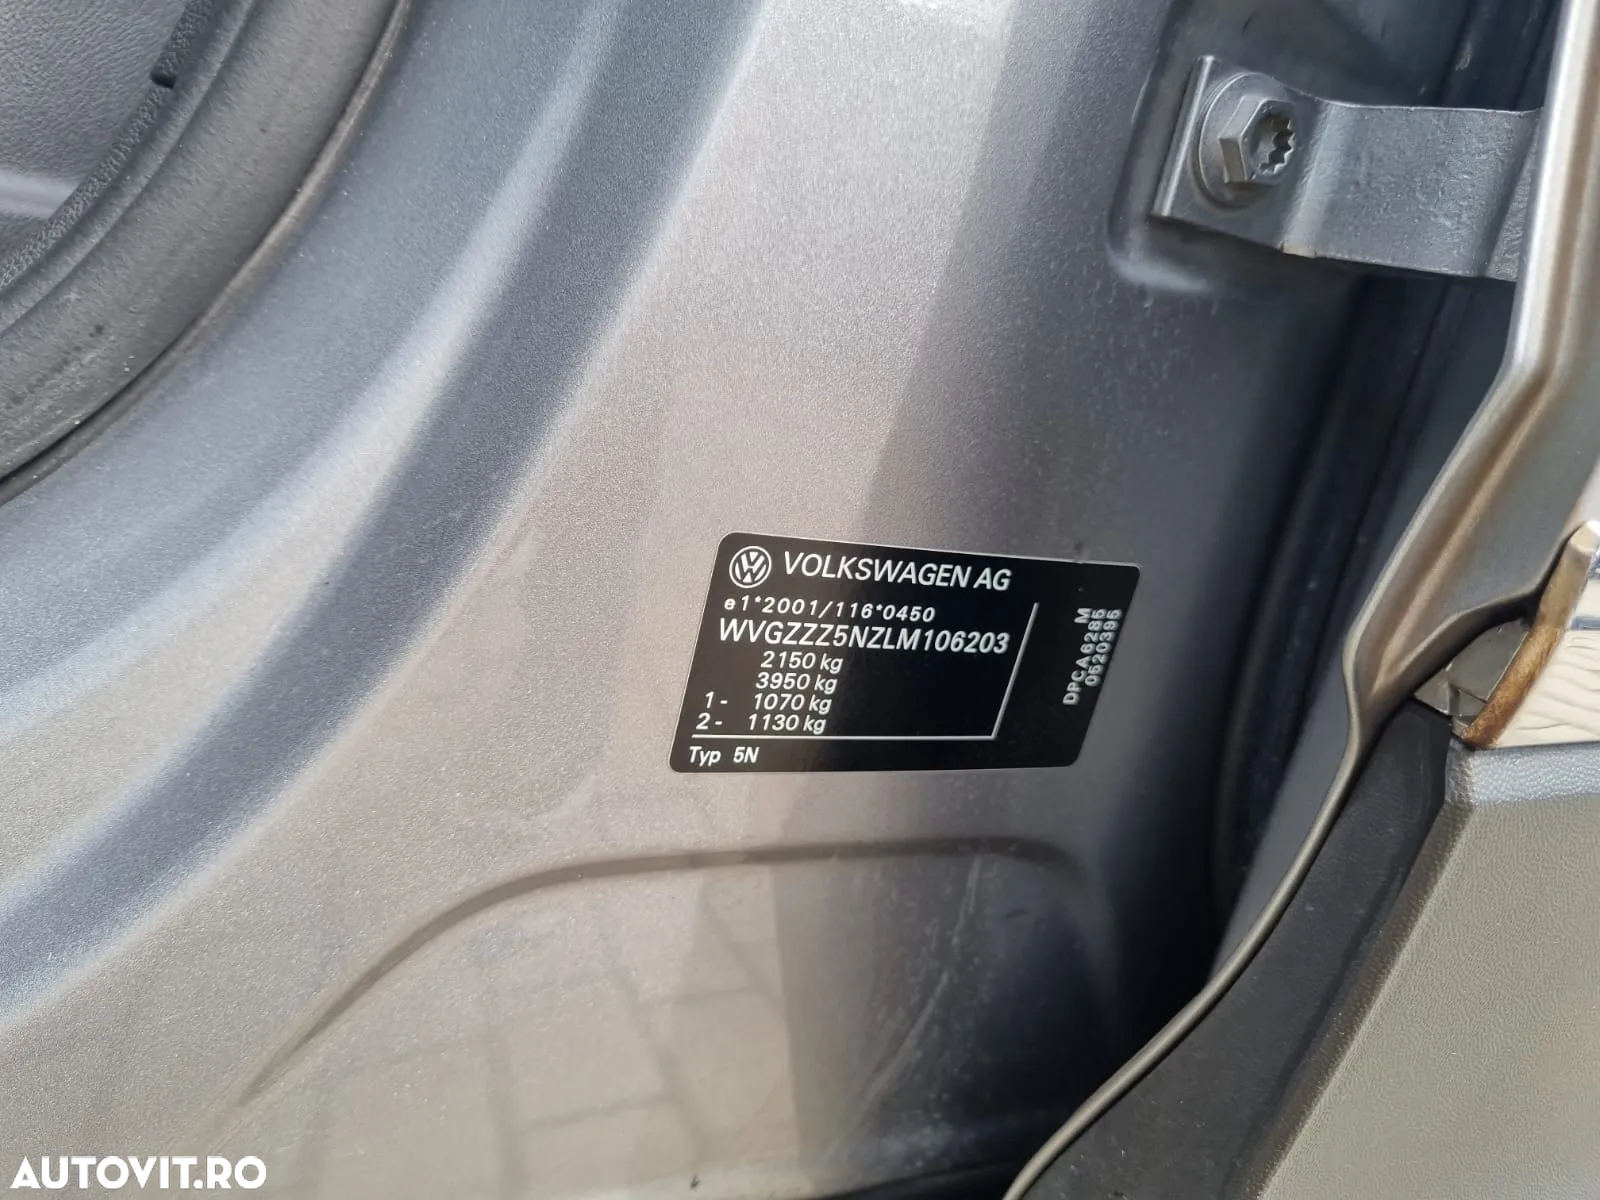 VOLKSWAGEN AG
e1*2001/116*0450
WVGZZZ5NZLM106203
2150 kg
3950 kg
1- 1070 kg
2- 1130 kg
Typ 5N
M
DPCA6285
0520395
AUTOVIT.RO